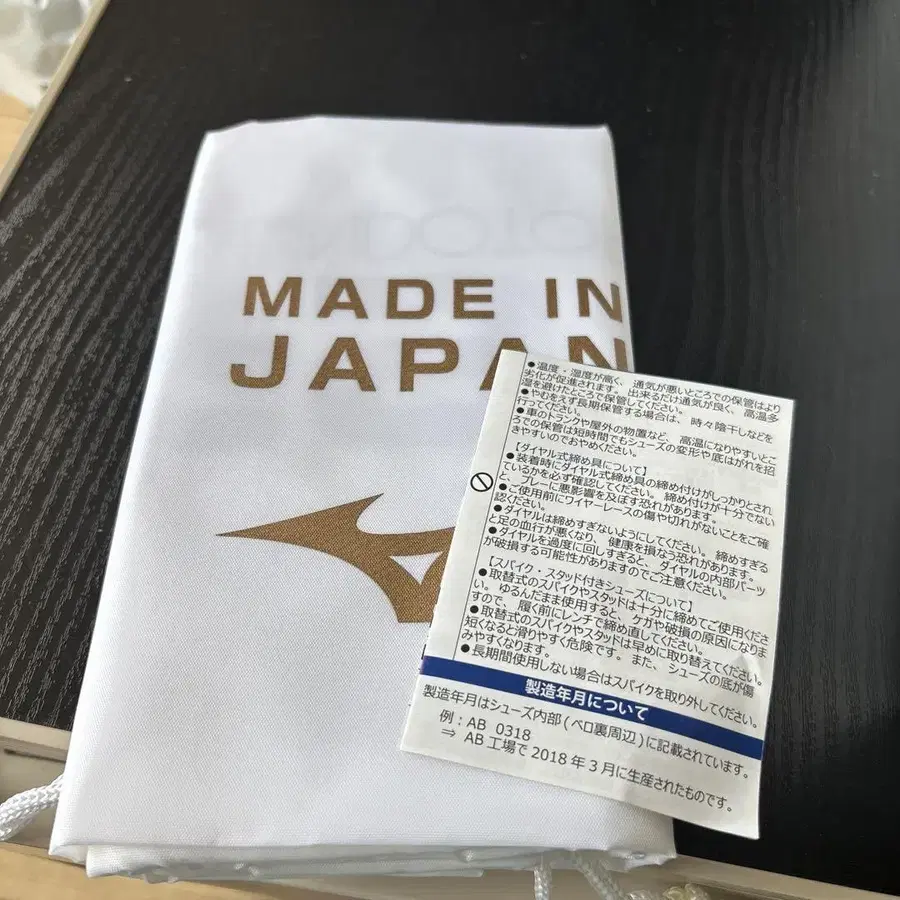 MADE IN
JAPAN
●温度・湿度が高く、通気が悪いところでの保管はより
劣化が促進されます。出来るだけ通気が良く、高温多
湿を避けたところで保管してください。
●やむをえず長期保管する場合は、時々陰干しなどを
行ってください。
●車のトランクや屋外の物置など、高温になりやすいとこ
ろでの保管は短時間でもシューズの変形や底はがれを招
きやすいのでおやめください。
【ダイヤル式締め具について】
●装着時にダイヤル式締め具の締め付けがしっかりとされ
ているかを必ず確認してください。締め付けが十分でない
と、プレーに悪影響を及ぼす恐れがあります。
●ご使用前にワイヤーレースの傷や切れがないことをご確
認ください。
●ダイヤルは締めすぎないようにしてください。締めすぎる
と足の血行が悪くなり、健康を損なう恐れがあります。
●ダイヤルを過度に回しすぎると、ダイヤルの内部パーツ
が破損する可能性がありますのでご注意ください。
【スパイク・スタッド付きシューズについて】
●取替式のスパイクやスタッドは十分に締めてご使用くださ
い。ゆるんだまま使用すると、ケガや破損の原因になりま
すので、履く前にレンチで締め直してください。
●取替式のスパイクやスタッドは早めに取り替えてください。
短くなると滑りやすく危険です。また、シューズの底が傷
みやすくなります。
●長期間使用しない場合はスパイクを取り外してください。
製造年月について
製造年月はシューズ内部(ベロ裏周辺)に記載されています。
例：AB 0318
⇒ AB 工場で 2018 年 3 月に生産されたものです。